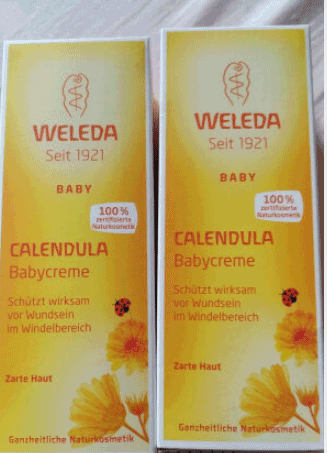 WELEDA
Seit 1921
BABY
100%
zertifizierte
Naturkosmetik
CALENDULA
Babycreme
Schützt wirksam
vor Wundsein
im Windelbereich
Zarte Haut
Ganzheitliche Naturkosmetik
WELEDA
Seit 1921
BABY
100%
zertifizierte
Naturkosmetik
CALENDULA
Babycreme
Schützt wirksam
vor Wundsein
im Windelbereich
Zarte Haut
Ganzheitliche Naturkosmetik